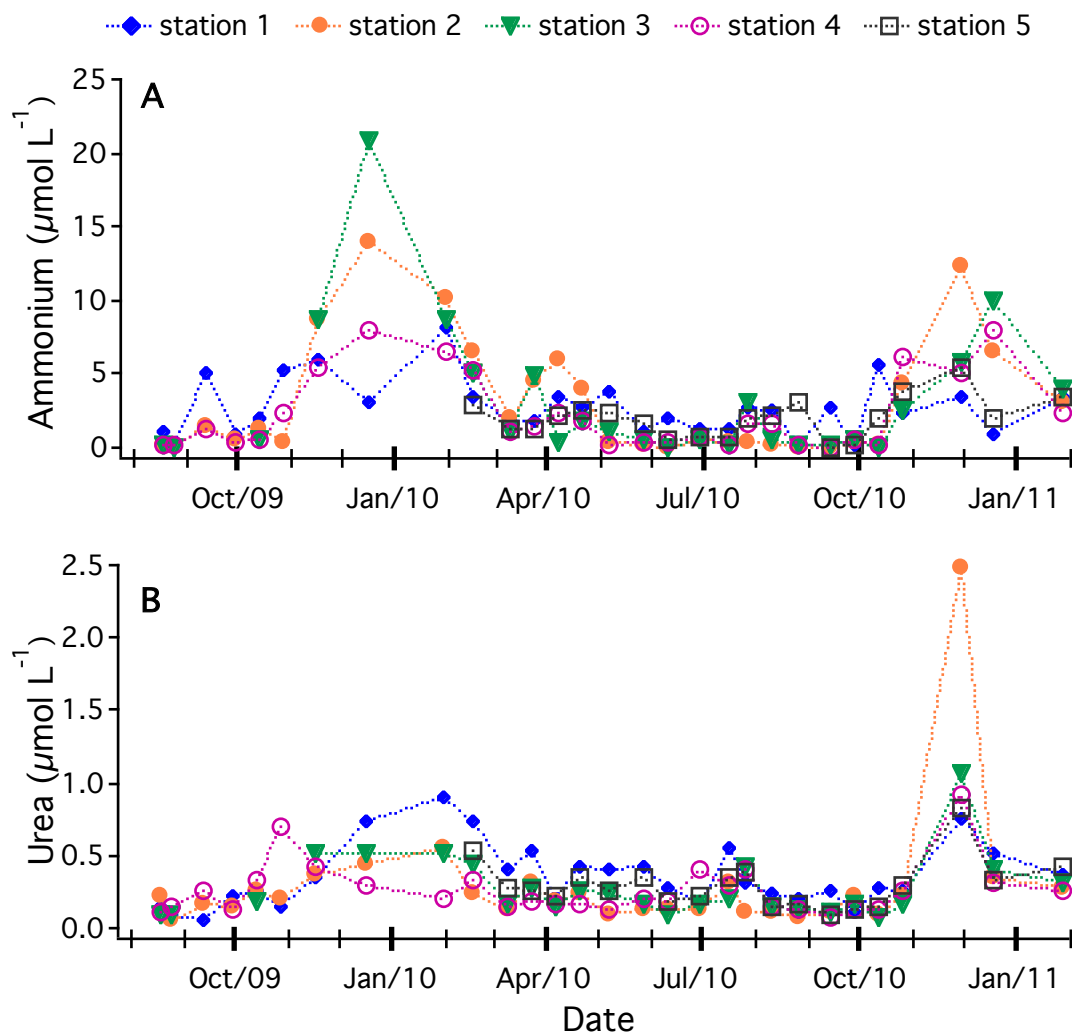 station 1 station 2 station 3 station 4 station 5
A
Ammonium (µmol L⁻¹)
25
20
15
10
5
0
Oct/09 Jan/10 Apr/10 Jul/10 Oct/10 Jan/11
B
Urea (µmol L⁻¹)
2.5
2.0
1.5
1.0
0.5
0.0
Oct/09 Jan/10 Apr/10 Jul/10 Oct/10 Jan/11
Date